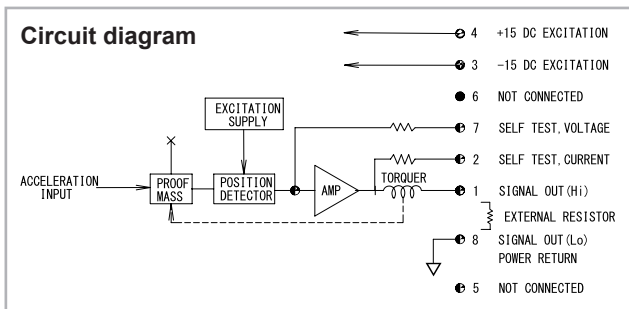 Circuit diagram
4 +15 DC EXCITATION
3 -15 DC EXCITATION
6 NOT CONNECTED
EXCITATION
SUPPLY
7 SELF TEST, VOLTAGE
2 SELF TEST, CURRENT
ACCELERATION
INPUT
PROOF
MASS
POSITION
DETECTOR
AMP
TORQUER
1 SIGNAL OUT(Hi)
EXTERNAL RESISTOR
8 SIGNAL OUT(Lo)
POWER RETURN
5 NOT CONNECTED